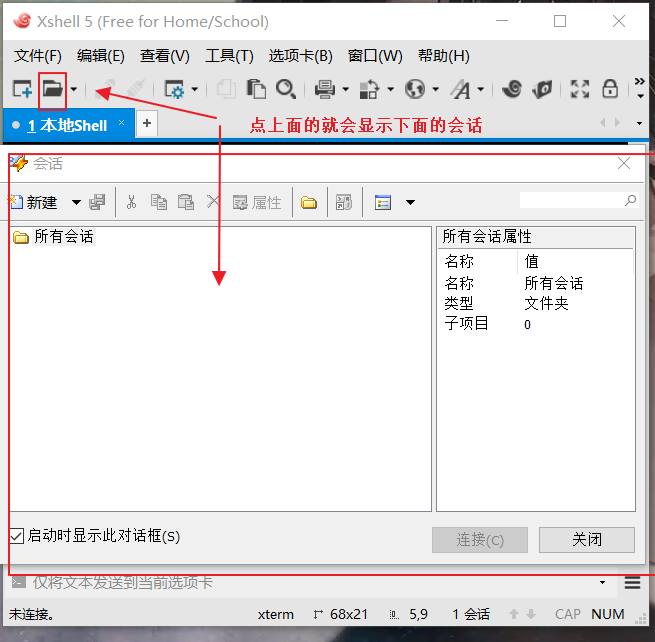 Xshell 5 (Free for Home/School)
文件(F) 编辑(E) 查看(V) 工具(T) 选项卡(B) 窗口(W) 帮助(H)
1 本地Shell × +
点上面的就会显示下面的会话
会话
新建 属性
所有会话
所有会话属性
名称 值
名称 所有会话
类型 文件夹
子项目 0
启动时显示此对话框(S)
连接(C) 关闭
仅将文本发送到当前选项卡
未连接。 xterm 68x21 5,9 1 会话 CAP NUM